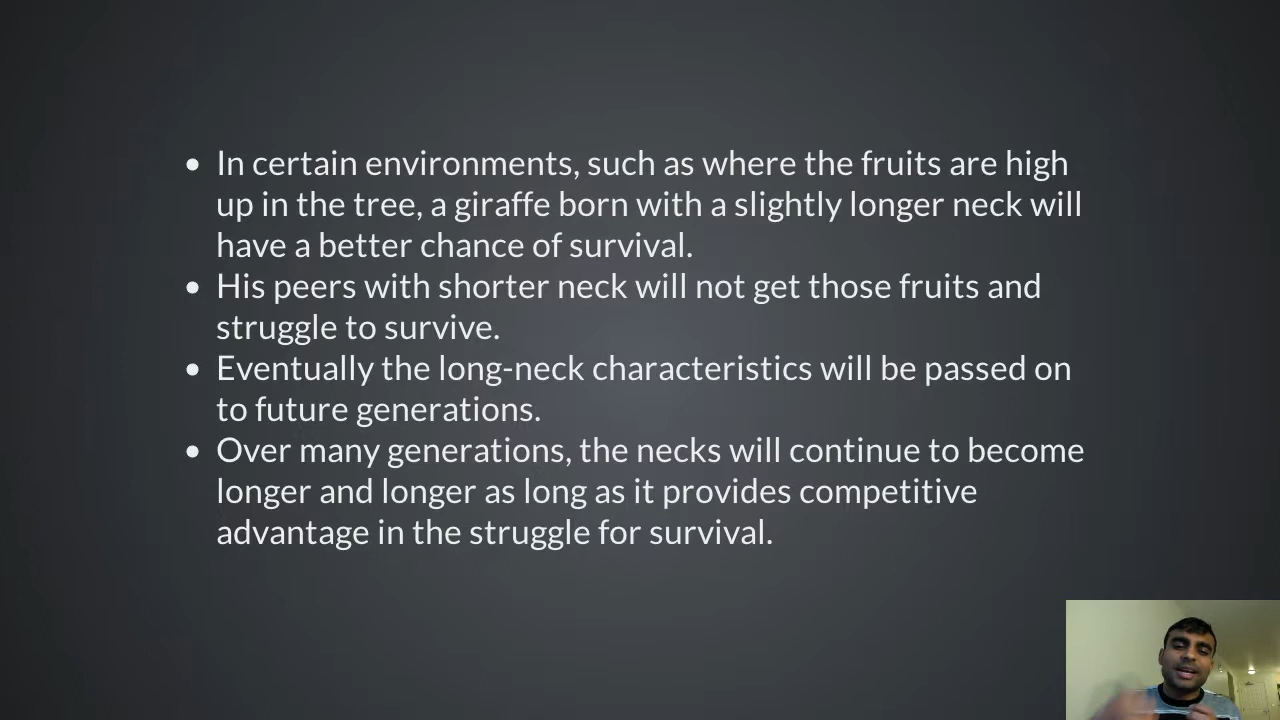 • In certain environments, such as where the fruits are high
up in the tree, a giraffe born with a slightly longer neck will
have a better chance of survival.
• His peers with shorter neck will not get those fruits and
struggle to survive.
• Eventually the long-neck characteristics will be passed on
to future generations.
• Over many generations, the necks will continue to become
longer and longer as long as it provides competitive
advantage in the struggle for survival.